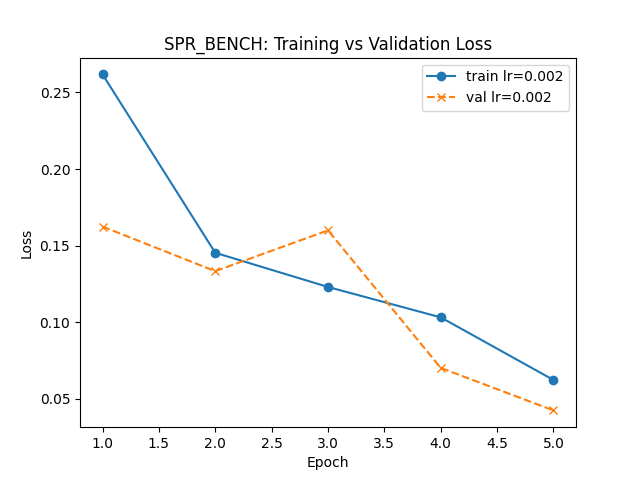 SPR_BENCH: Training vs Validation Loss
train lr=0.002
val lr=0.002
Loss
0.25
0.20
0.15
0.10
0.05
1.0 1.5 2.0 2.5 3.0 3.5 4.0 4.5 5.0
Epoch